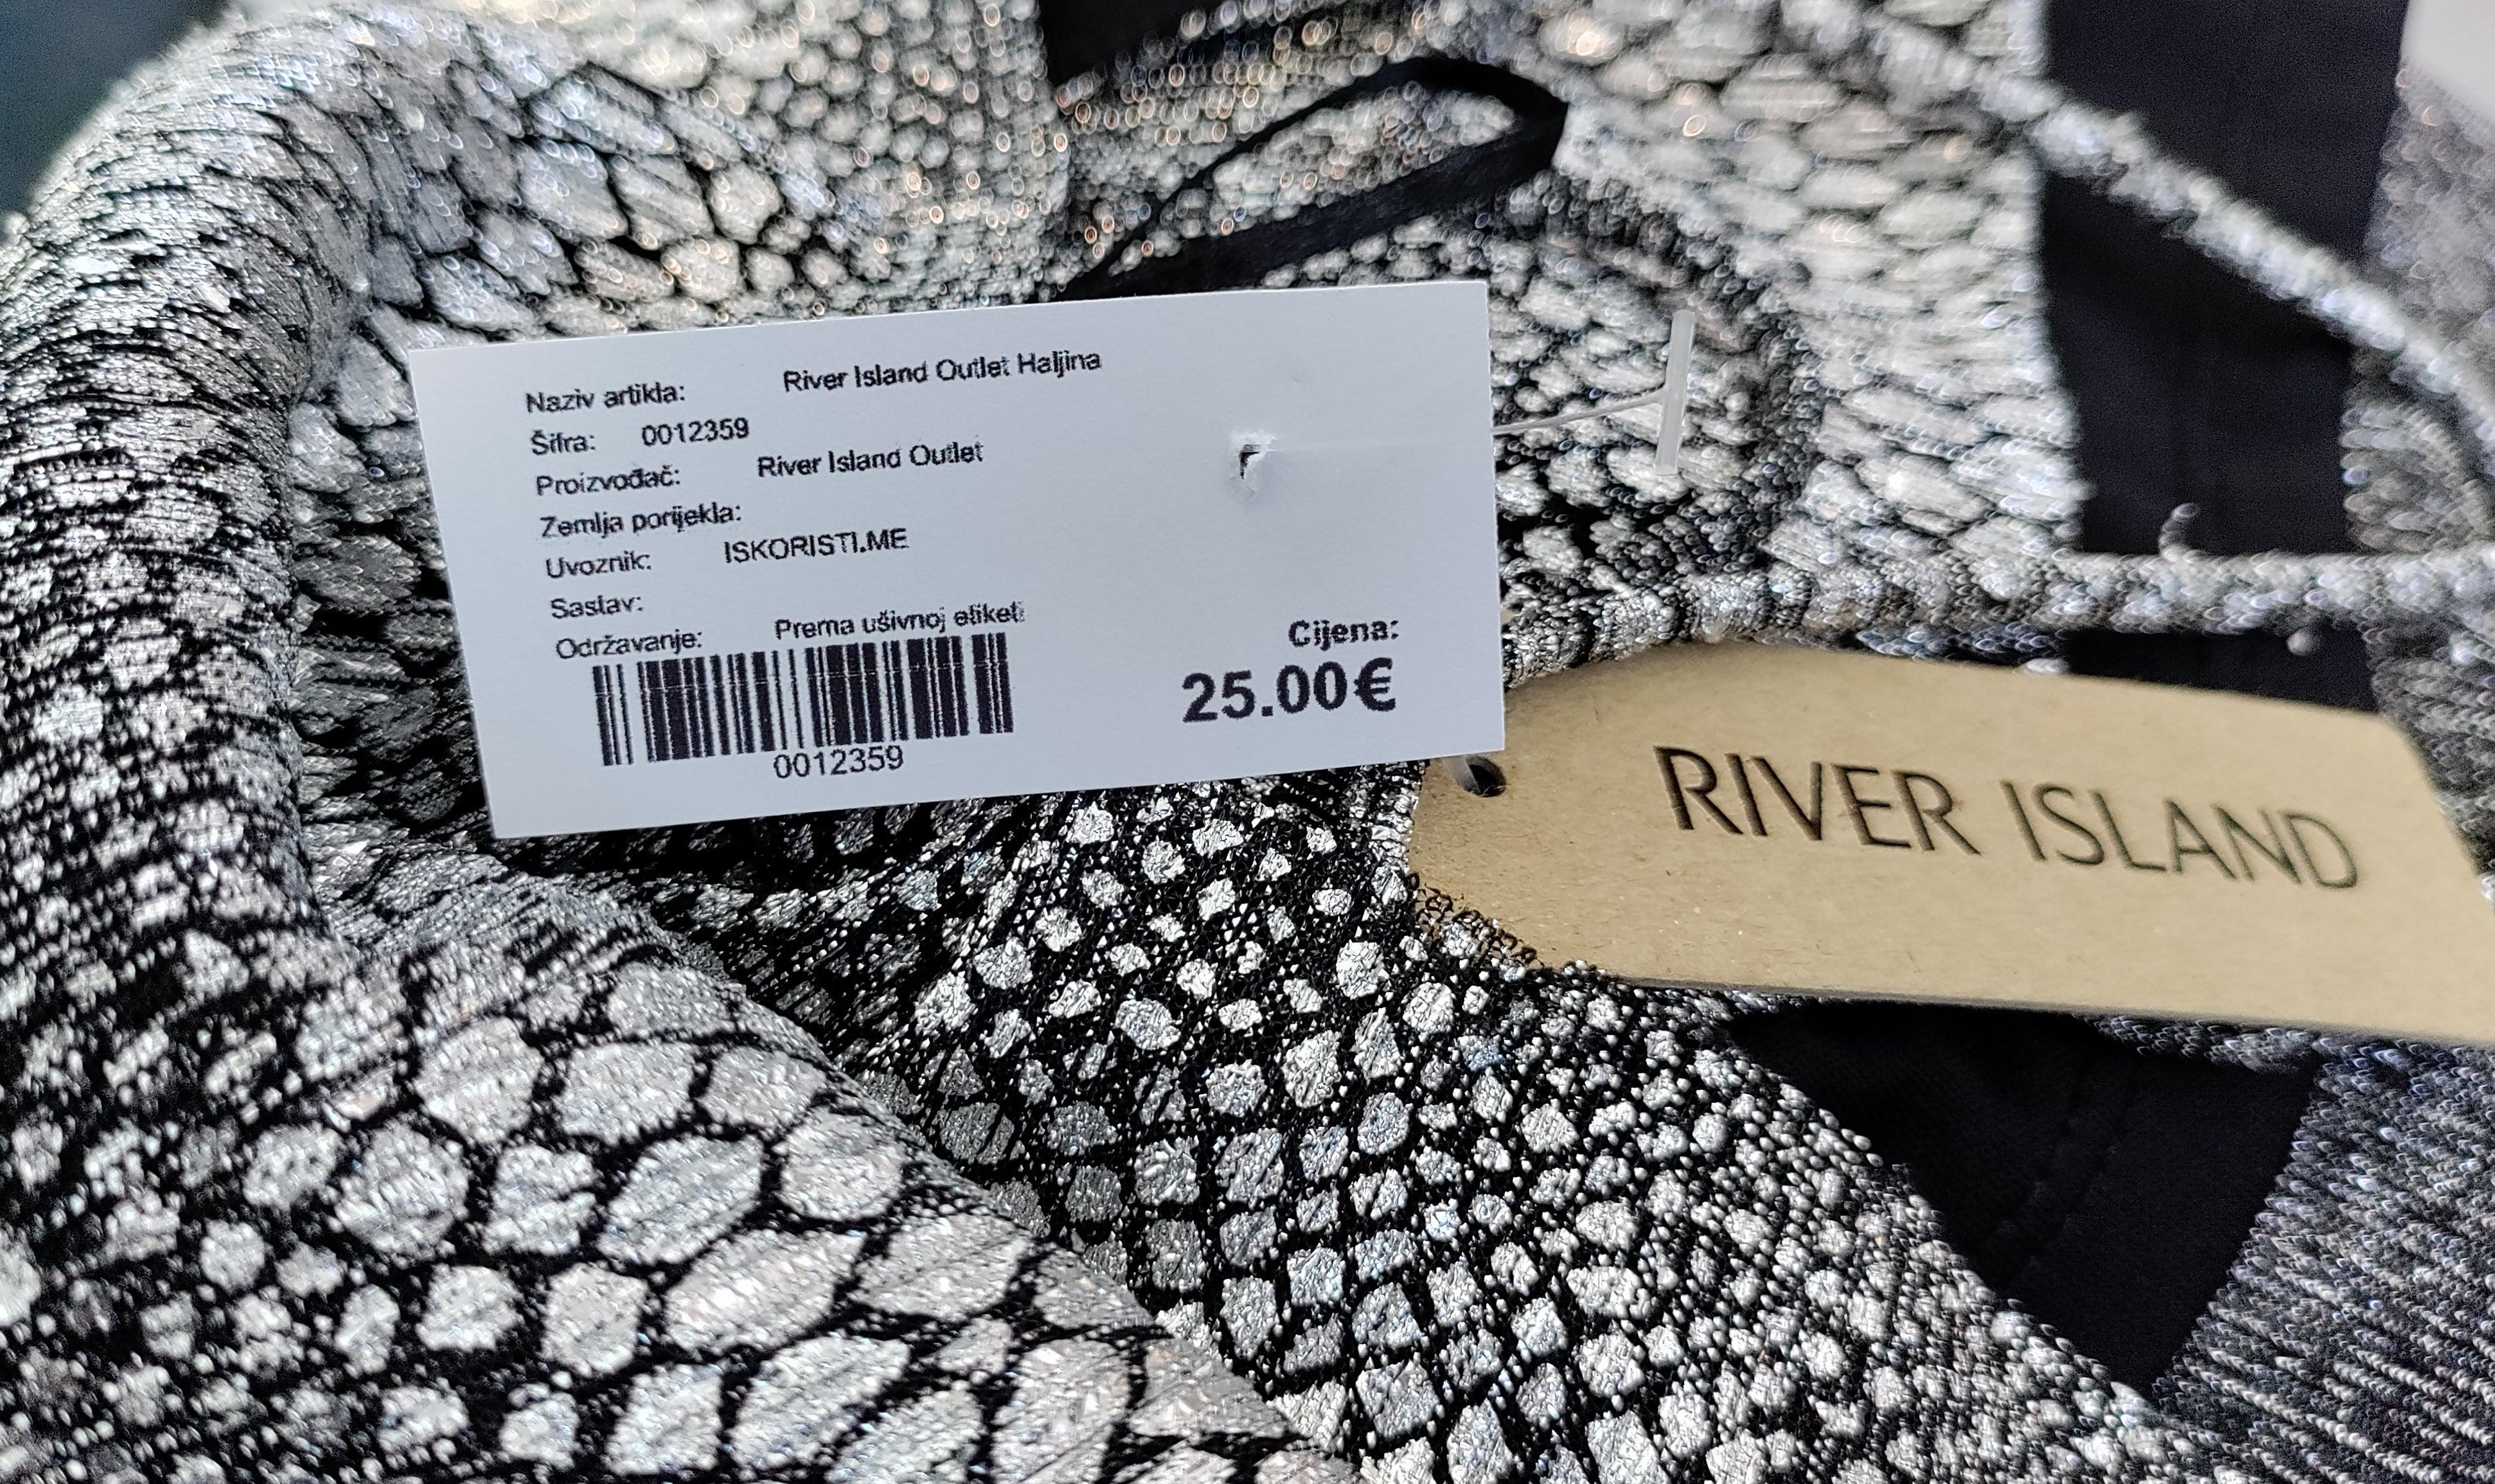 Naziv artikla: River Island Outlet Haljina
Šifra: 0012359
Proizvođač: River Island Outlet
Zemlja porijekla:
Uvoznik: ISKORISTI.ME
Sastav:
Održavanje: Prema ušivnoj etiketi
0012359
Cijena:
25.00€
RIVER ISLAND